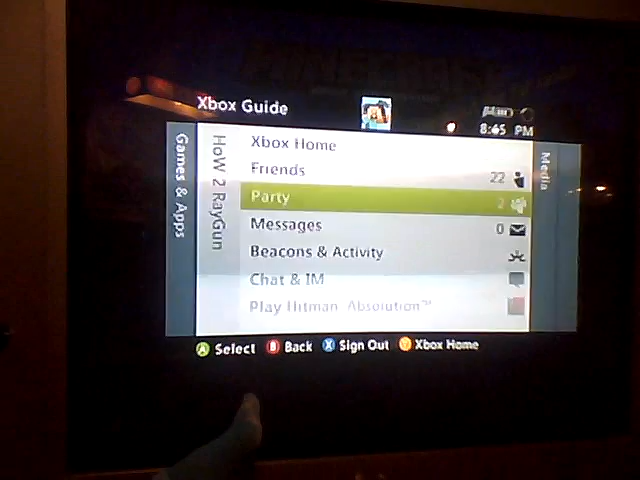 Xbox Guide
8:45 PM
Games & Apps
HoW 2 RayGun
Xbox Home
Friends 22
Party 2
Messages 0
Beacons & Activity
Chat & IM
Play Hitman: Absolution™
Media
A Select B Back X Sign Out Y Xbox Home